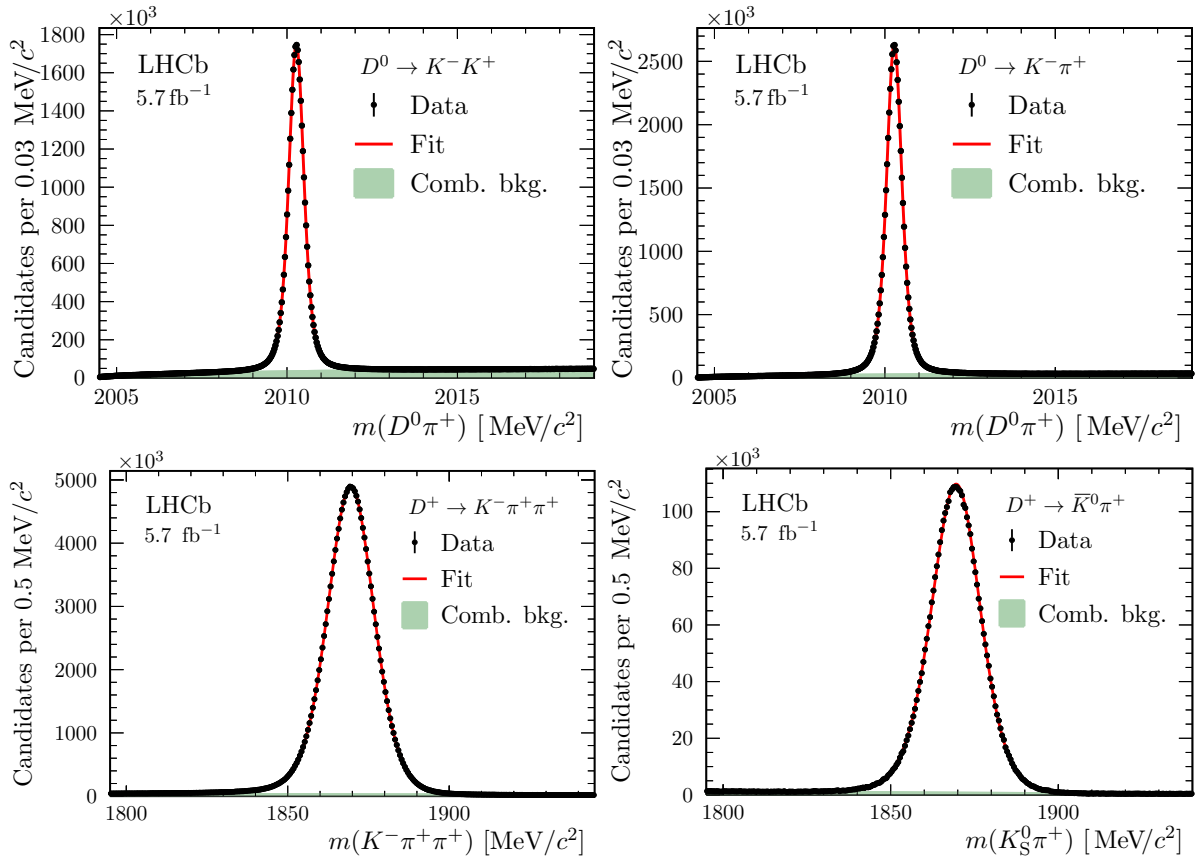 ×10³
Candidates per 0.03 MeV/c²
1800
1600
1400
1200
1000
800
600
400
200
0
LHCb
5.7 fb⁻¹
D⁰ → K⁻K⁺
Data
Fit
Comb. bkg.
2005 2010 2015
m(D⁰π⁺) [MeV/c²]
×10³
Candidates per 0.03 MeV/c²
2500
2000
1500
1000
500
0
LHCb
5.7 fb⁻¹
D⁰ → K⁻π⁺
Data
Fit
Comb. bkg.
2005 2010 2015
m(D⁰π⁺) [MeV/c²]
×10³
Candidates per 0.5 MeV/c²
5000
4000
3000
2000
1000
0
LHCb
5.7 fb⁻¹
D⁺ → K⁻π⁺π⁺
Data
Fit
Comb. bkg.
1800 1850 1900
m(K⁻π⁺π⁺) [MeV/c²]
×10³
Candidates per 0.5 MeV/c²
100
80
60
40
20
0
LHCb
5.7 fb⁻¹
D⁺ → K̅⁰π⁺
Data
Fit
Comb. bkg.
1800 1850 1900
m(K_S⁰π⁺) [MeV/c²]